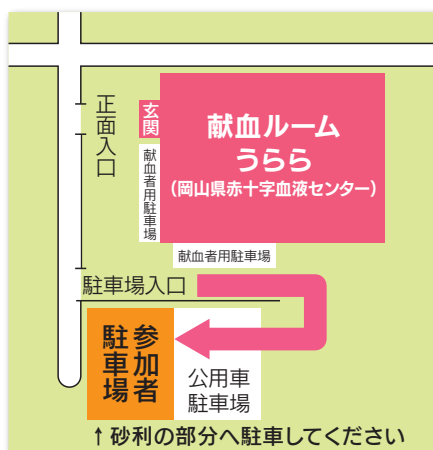 正面入口
玄関
献血ルーム
うらら
(岡山県赤十字血液センター)
献血者用駐車場
献血者用駐車場
駐車場入口
参加者
駐車場
公用車
駐車場
↑砂利の部分へ駐車してください